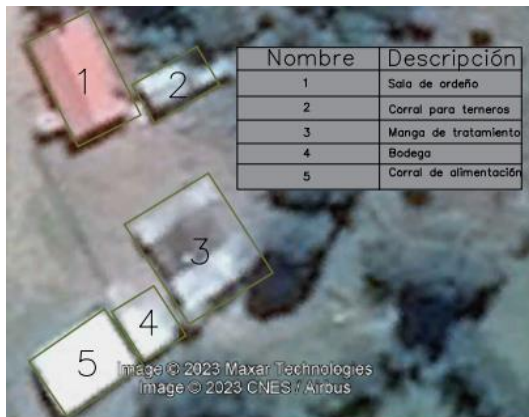 Nombre Descripción
1 Sala de ordeño
2 Corral para terneros
3 Manga de tratamiento
4 Bodega
5 Corral de alimentación
1
2
3
4
5
Image © 2023 Maxar Technologies
Image © 2023 CNES / Airbus